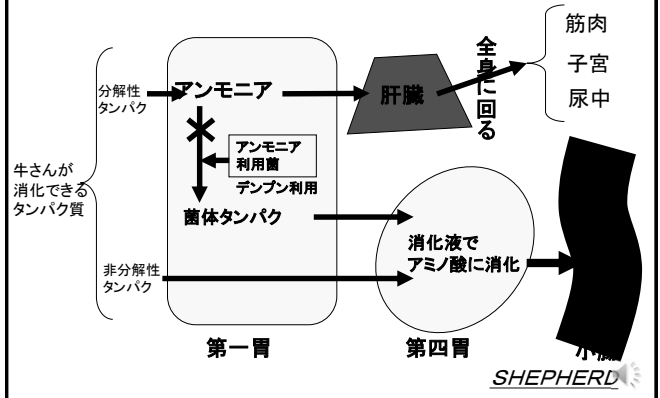 牛さんが
消化できる
タンパク質
分解性
タンパク
非分解性
タンパク
アンモニア
アンモニア
利用菌
デンプン利用
菌体タンパク
第一胃
肝臓
全身に回る
筋肉
子宮
尿中
消化液で
アミノ酸に消化
第四胃
小腸
SHEPHERD